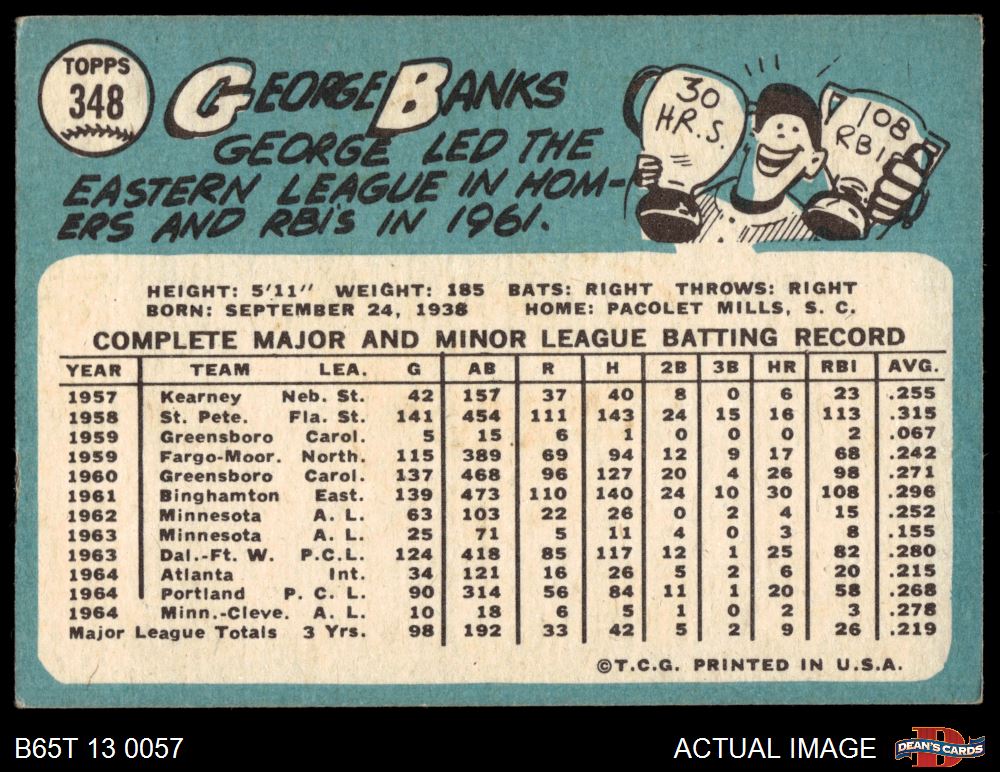 TOPPS
348
GEORGE BANKS
GEORGE LED THE
EASTERN LEAGUE IN HOM-
ERS AND RBI'S IN 1961.
30
HR.S.
108
RBI
HEIGHT: 5'11" WEIGHT: 185 BATS: RIGHT THROWS: RIGHT
BORN: SEPTEMBER 24, 1938 HOME: PACOLET MILLS, S. C.
COMPLETE MAJOR AND MINOR LEAGUE BATTING RECORD
YEAR TEAM LEA. G AB R H 2B 3B HR RBI AVG.
1957 Kearney Neb. St. 42 157 37 40 8 0 6 23 .255
1958 St. Pete. Fla. St. 141 454 111 143 24 15 16 113 .315
1959 Greensboro Carol. 5 15 6 1 0 0 0 2 .067
1959 Fargo-Moor. North. 115 389 69 94 12 9 17 68 .242
1960 Greensboro Carol. 137 468 96 127 20 4 26 98 .271
1961 Binghamton East. 139 473 110 140 24 10 30 108 .296
1962 Minnesota A. L. 63 103 22 26 0 2 4 15 .252
1963 Minnesota A. L. 25 71 5 11 4 0 3 8 .155
1963 Dal.-Ft. W. P.C.L. 124 418 85 117 12 1 25 82 .280
1964 Atlanta Int. 34 121 16 26 5 2 6 20 .215
1964 Portland P. C. L. 90 314 56 84 11 1 20 58 .268
1964 Minn.-Cleve. A. L. 10 18 6 5 1 0 2 3 .278
Major League Totals 3 Yrs. 98 192 33 42 5 2 9 26 .219
©T.C.G. PRINTED IN U.S.A.
B65T 13 0057
ACTUAL IMAGE
D
DEAN'S CARDS